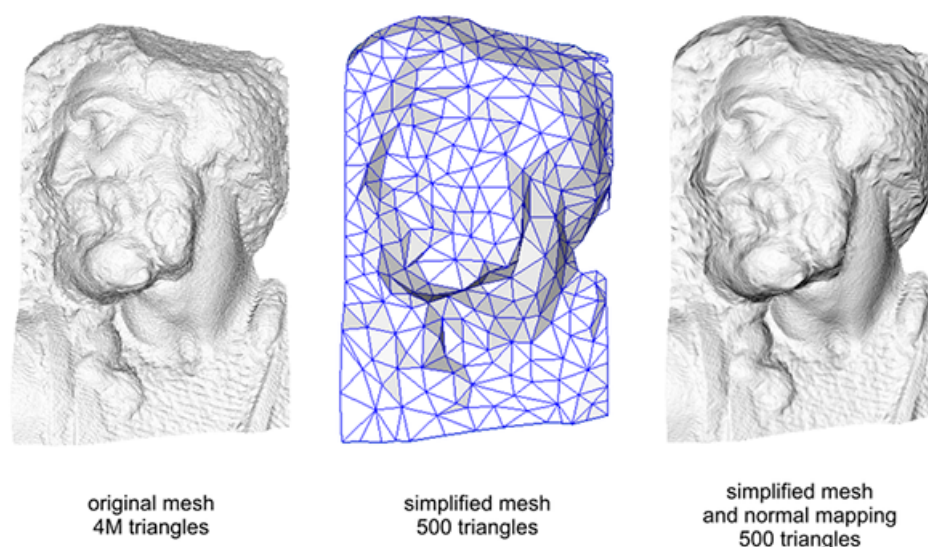 original mesh
4M triangles
simplified mesh
500 triangles
simplified mesh
and normal mapping
500 triangles